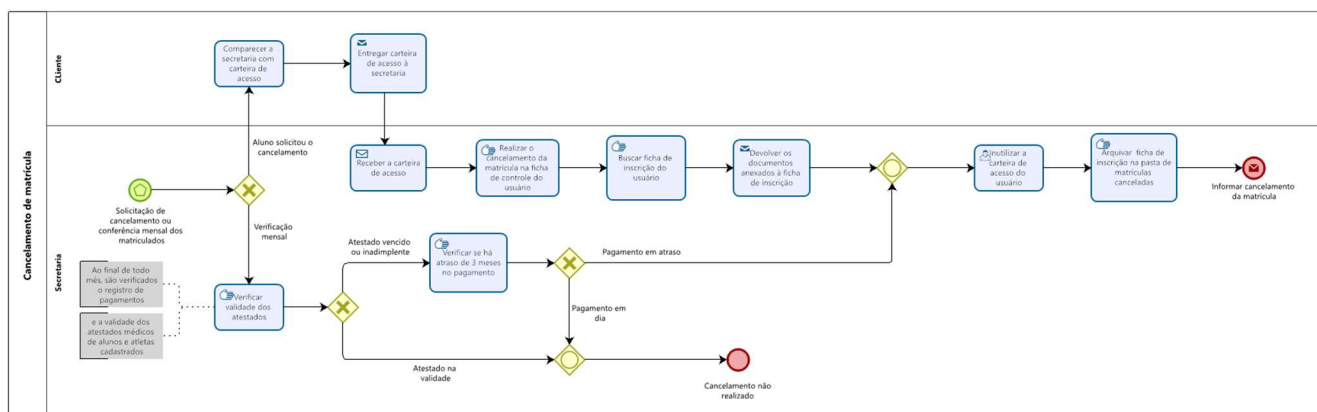 Cancelamento de matrícula
CLiente
Comparecer a
secretaria com
carteira de
acesso
Entregar carteira
de acesso à
secretaria
Secretaria
Aluno solicitou o
cancelamento
Receber a carteira
de acesso
Realizar o
cancelamento da
matrícula na ficha
de controle do
usuário
Buscar ficha de
inscrição do
usuário
Devolver os
documentos
anexados à ficha
de inscrição
Inutilizar a
carteira de
acesso do
usuário
Arquivar ficha de
inscrição na pasta de
matrículas
canceladas
Informar cancelamento
da matrícula
Solicitação de
cancelamento ou
conferência mensal dos
matriculados
Verificação
mensal
Ao final de todo
mês, são verificados
o registro de
pagamentos
e a validade dos
atestados médicos
de alunos e atletas
cadastrados
Verificar
validade dos
atestados
Atestado vencido
ou inadimplente
Verificar se há
atraso de 3 meses
no pagamento
Pagamento em atraso
Pagamento em
dia
Atestado na
validade
Cancelamento não
realizado